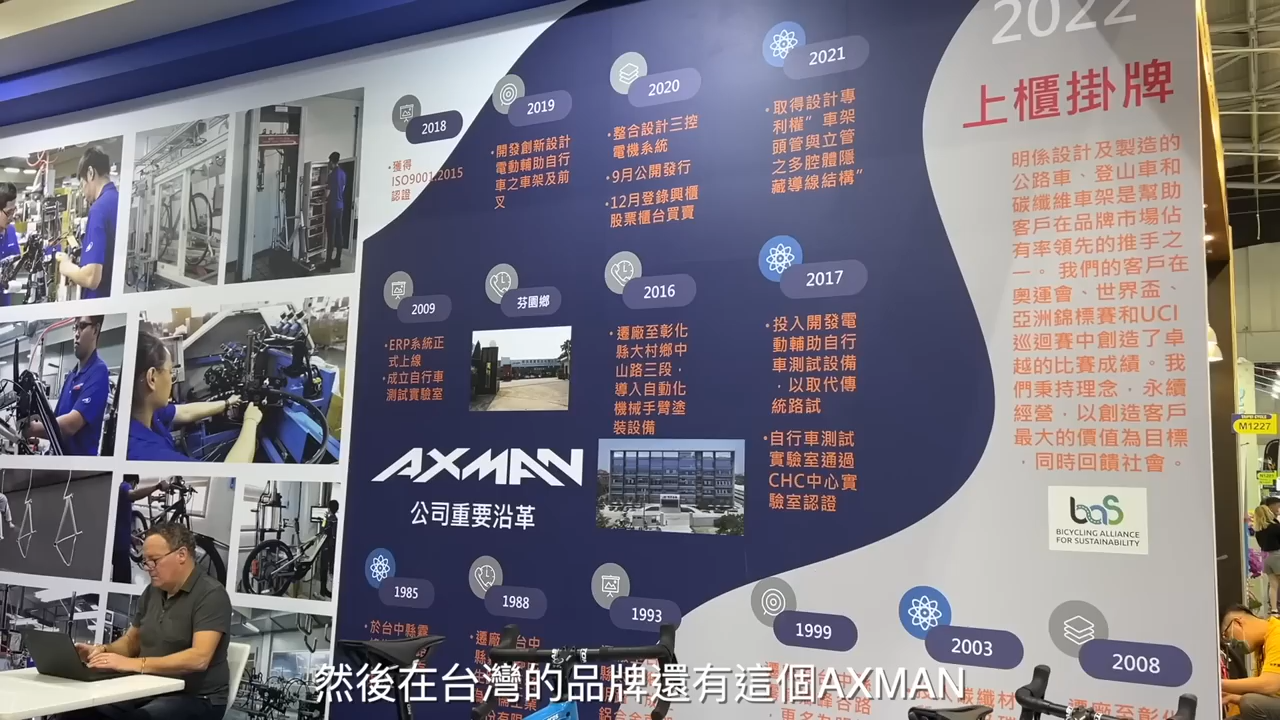 2022
上櫃掛牌
明係設計及製造的
公路車、登山車和
碳纖維車架是幫助
客戶在品牌市場佔
有率領先的推手之
一。我們的客戶在
奧運會、世界盃、
亞洲錦標賽和UCI
巡迴賽中創造了卓
越的比賽成績。我
們秉持理念，永續
經營，以創造客戶
最大的價值為目標
，同時回饋社會。
baS
BICYCLING ALLIANCE
FOR SUSTAINABILITY
2018
•獲得
ISO9001:2015
認證
2019
•開發創新設計
電動輔助自行
車之車架及前
叉
2020
•整合設計三控
電機系統
•9月公開發行
•12月登錄興櫃
股票櫃台買賣
2021
•取得設計專
利權”車架
頭管與立管
之多腔體隱
藏導線結構”
2009
•ERP系統正
式上線
•成立自行車
測試實驗室
芬園鄉
2016
•遷廠至彰化
縣大村鄉中
山路三段，
導入自動化
機械手臂塗
裝設備
2017
•投入開發電
動輔助自行
車測試設備
，以取代傳
統路試
•自行車測試
實驗室通過
CHC中心實
驗室認證
AXMAN
公司重要沿革
1985
•於台中縣霧
1988
1993
1999
2003
2008
M1227
然後在台灣的品牌還有這個AXMAN